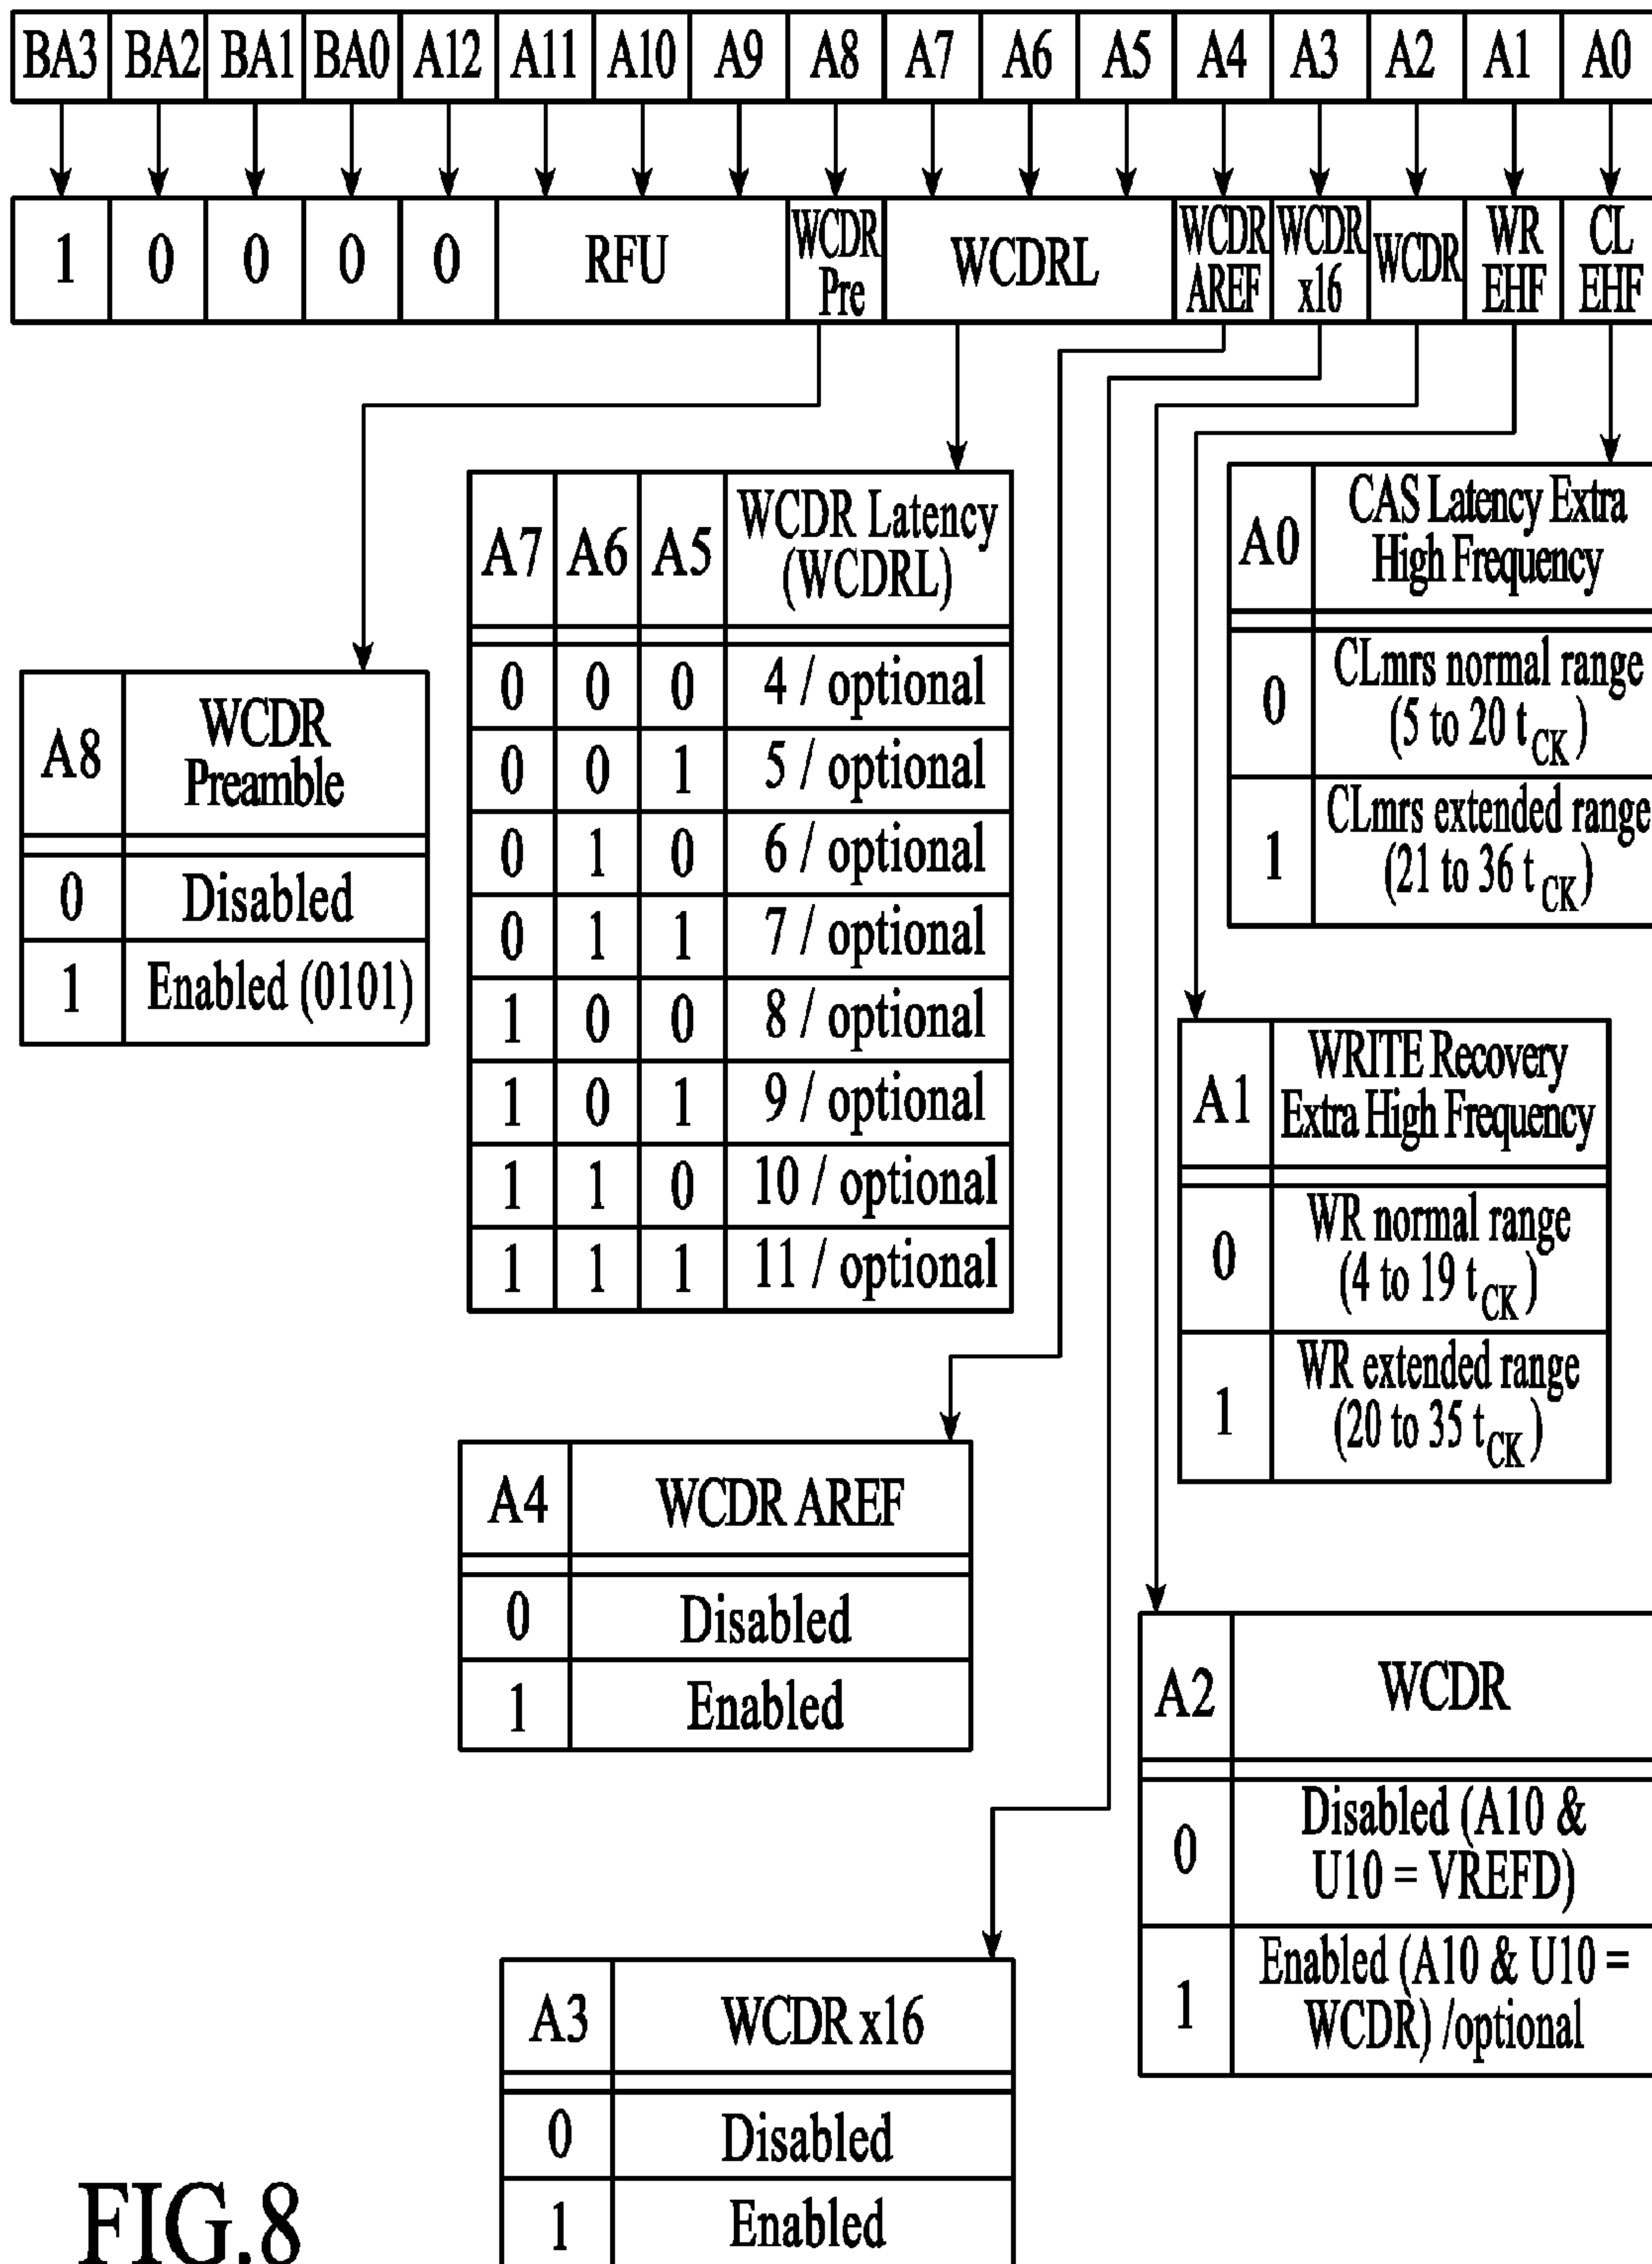 BA3 BA2 BA1 BA0 A12 A11 A10 A9 A8 A7 A6 A5 A4 A3 A2 A1 A0
1 0 0 0 0 RFU WCDR Pre WCDRL WCDR AREF WCDR x16 WCDR WR EHF CL EHF
A8 WCDR
Preamble
0 Disabled
1 Enabled (0101)
A7 A6 A5 WCDR Latency
(WCDRL)
0 0 0 4 / optional
0 0 1 5 / optional
0 1 0 6 / optional
0 1 1 7 / optional
1 0 0 8 / optional
1 0 1 9 / optional
1 1 0 10 / optional
1 1 1 11 / optional
A0 CAS Latency Extra
High Frequency
0 CLmrs normal range
(5 to 20 tCK)
1 CLmrs extended range
(21 to 36 tCK)
A1 WRITE Recovery
Extra High Frequency
0 WR normal range
(4 to 19 tCK)
1 WR extended range
(20 to 35 tCK)
A4 WCDR AREF
0 Disabled
1 Enabled
A2 WCDR
0 Disabled (A10 &
U10 = VREFD)
1 Enabled (A10 & U10 =
WCDR) /optional
A3 WCDR x16
0 Disabled
1 Enabled
FIG.8